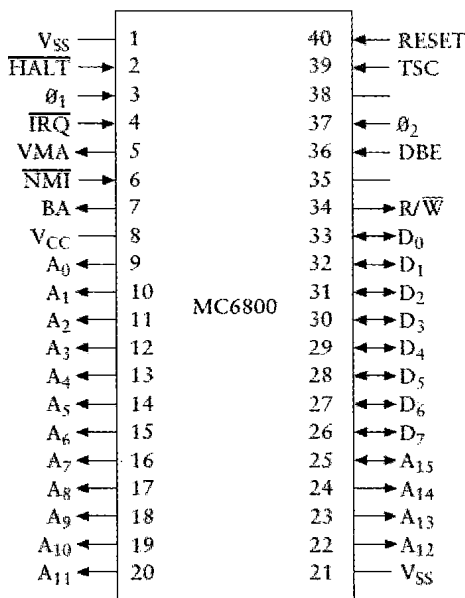 V_SS 1 40 RESET
H̅A̅L̅T̅ 2 39 TSC
Ø₁ 3 38
I̅R̅Q̅ 4 37 Ø₂
VMA 5 36 DBE
N̅M̅I̅ 6 35
BA 7 34 R/W̅
V_CC 8 33 D₀
A₀ 9 32 D₁
A₁ 10 31 D₂
MC6800
A₂ 11 30 D₃
A₃ 12 29 D₄
A₄ 13 28 D₅
A₅ 14 27 D₆
A₆ 15 26 D₇
A₇ 16 25 A₁₅
A₈ 17 24 A₁₄
A₉ 18 23 A₁₃
A₁₀ 19 22 A₁₂
A₁₁ 20 21 V_SS